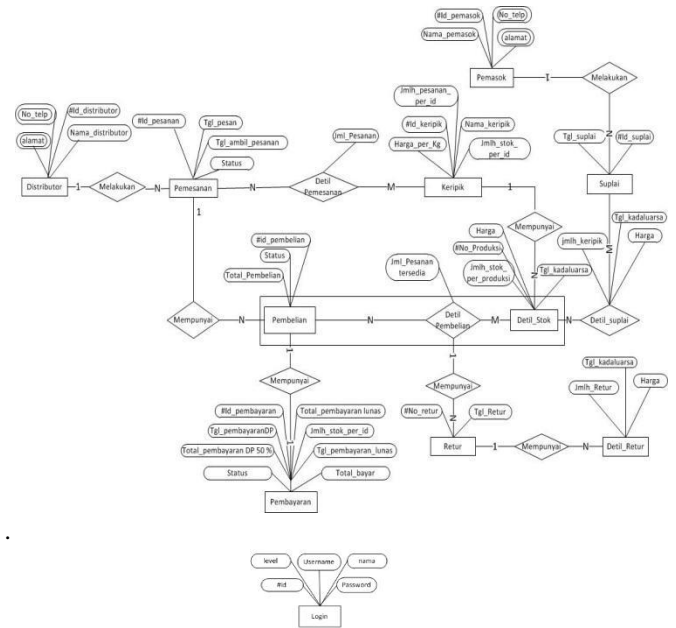 #Id_pemasok
No_telp
Nama_pemasok
alamat
Pemasok
1
Melakukan
N
Tgl_suplai
#Id_suplai
Suplai
M
No_telp
#Id_distributor
alamat
Nama_distributor
Distributor
1
Melakukan
N
#Id_pesanan
Tgl_pesan
Tgl_ambil_pesanan
Status
Pemesanan
N
Jml_Pesanan
Detil
Pemesanan
M
Jmlh_pesanan_
per_id
#Id_keripik
Nama_keripik
Harga_per_Kg
Jmlh_stok_
per_id
Keripik
1
Mempunyai
N
Harga
#No_Produksi
Jmlh_stok_
per_produksi
Tgl_kadaluarsa
Detil_Stok
N
Tgl_kadaluarsa
jmlh_keripik
Harga
Detil_suplai
1
Mempunyai
N
#id_pembelian
Status
Total_Pembelian
Pembelian
N
Jml_Pesanan
tersedia
Detil
Pembelian
M
1
Mempunyai
1
#Id_pembayaran
Total_pembayaran lunas
Tgl_pembayaranDP
Jmlh_stok_per_id
Total_pembayaran DP 50 %
Tgl_pembayaran_lunas
Status
Total_bayar
Pembayaran
1
Mempunyai
N
#No_retur
Tgl_Retur
Retur
1
Mempunyai
N
Tgl_kadaluarsa
Jmlh_Retur
Harga
Detil_Retur
.
level
Username
nama
#Id
Password
Login